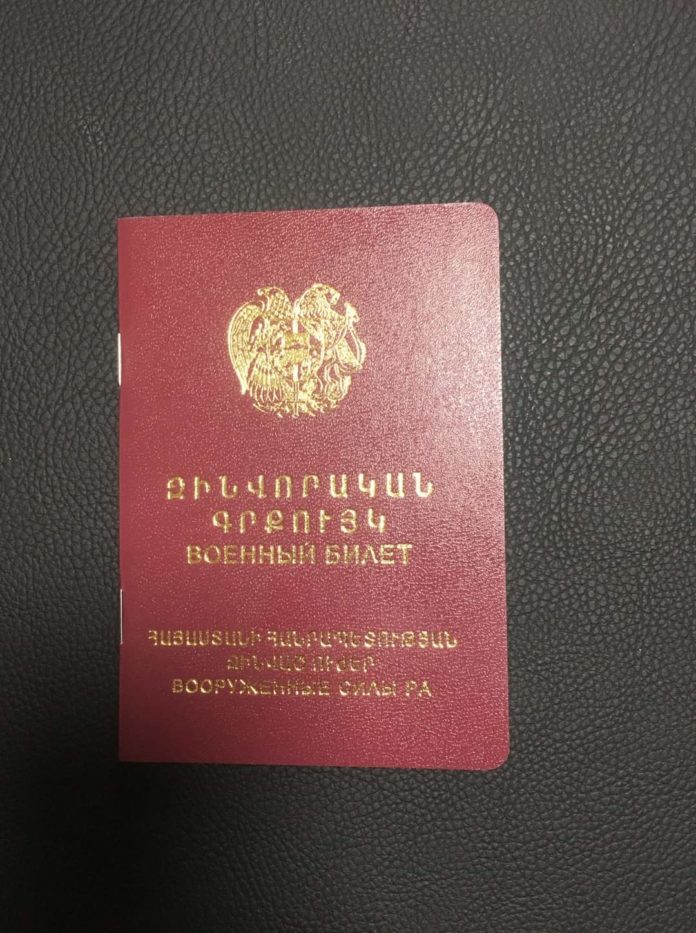 ԶԻՆՎՈՐԱԿԱՆ
ԳՐՔՈՒՅԿ
ВОЕННЫЙ БИЛЕТ
ՀԱՅԱՍՏԱՆԻ ՀԱՆՐԱՊԵՏՈՒԹՅԱՆ
ԶԻՆՎԱԾ ՈՒԺԵՐ
ВООРУЖЕННЫЕ СИЛЫ РА